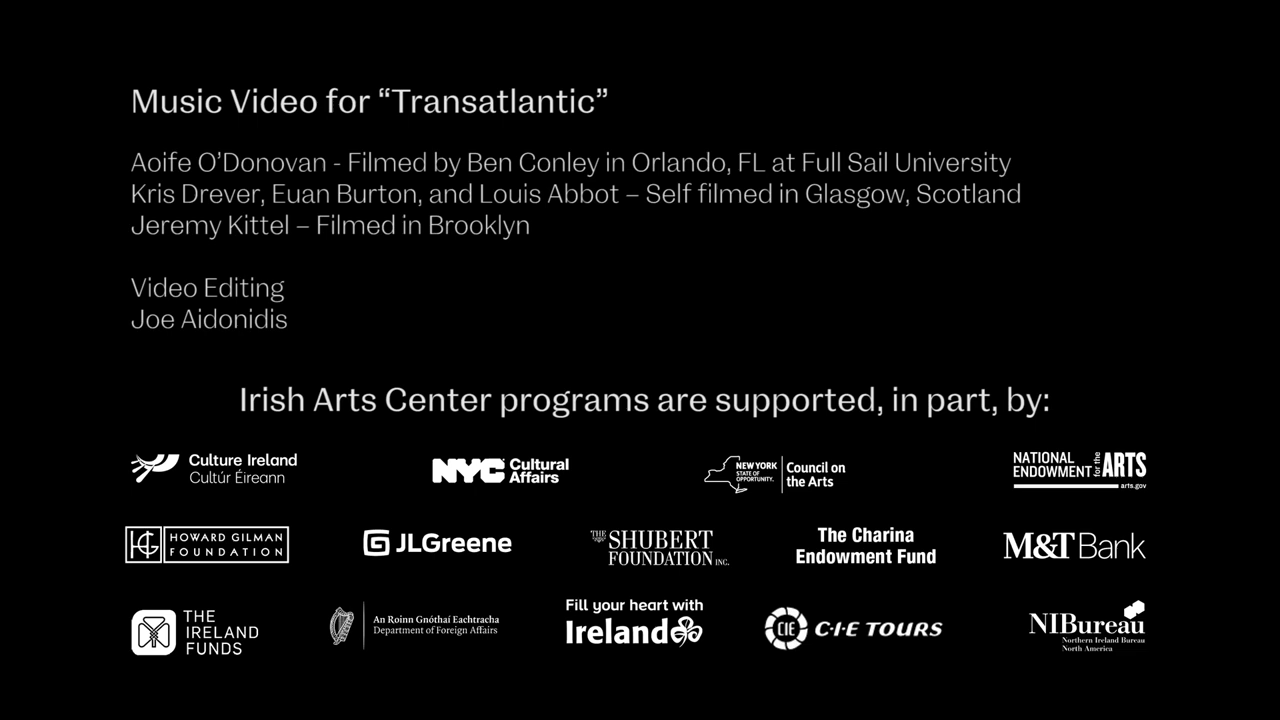 Music Video for “Transatlantic”
Aoife O’Donovan - Filmed by Ben Conley in Orlando, FL at Full Sail University
Kris Drever, Euan Burton, and Louis Abbot – Self filmed in Glasgow, Scotland
Jeremy Kittel – Filmed in Brooklyn
Video Editing
Joe Aidonidis
Irish Arts Center programs are supported, in part, by:
Culture Ireland
Cultúr Éireann
NYC Cultural
Affairs
NEW YORK
STATE OF
OPPORTUNITY.
Council on
the Arts
NATIONAL
ENDOWMENT
for the
ARTS
arts.gov
HG
HOWARD GILMAN
FOUNDATION
JLGreene
THE
SHUBERT
FOUNDATION INC.
The Charina
Endowment Fund
M&T Bank
THE
IRELAND
FUNDS
An Roinn Gnóthaí Eachtracha
Department of Foreign Affairs
Fill your heart with
Ireland
CIE
C·I·E TOURS
NIBureau
Northern Ireland Bureau
North America